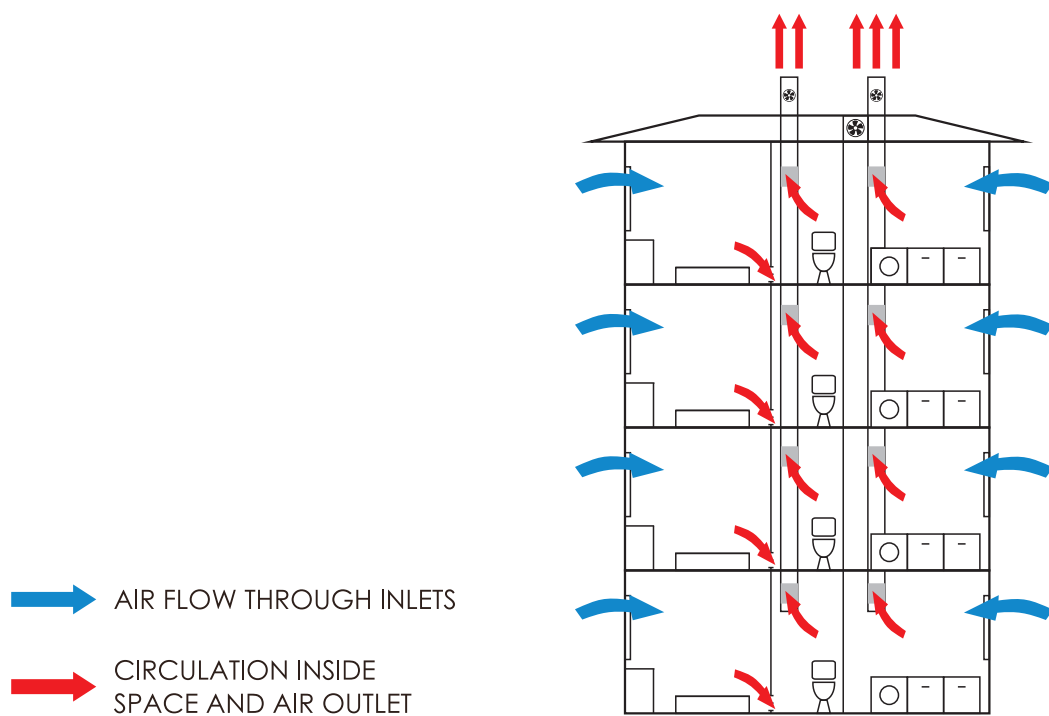 AIR FLOW THROUGH INLETS
CIRCULATION INSIDE
SPACE AND AIR OUTLET